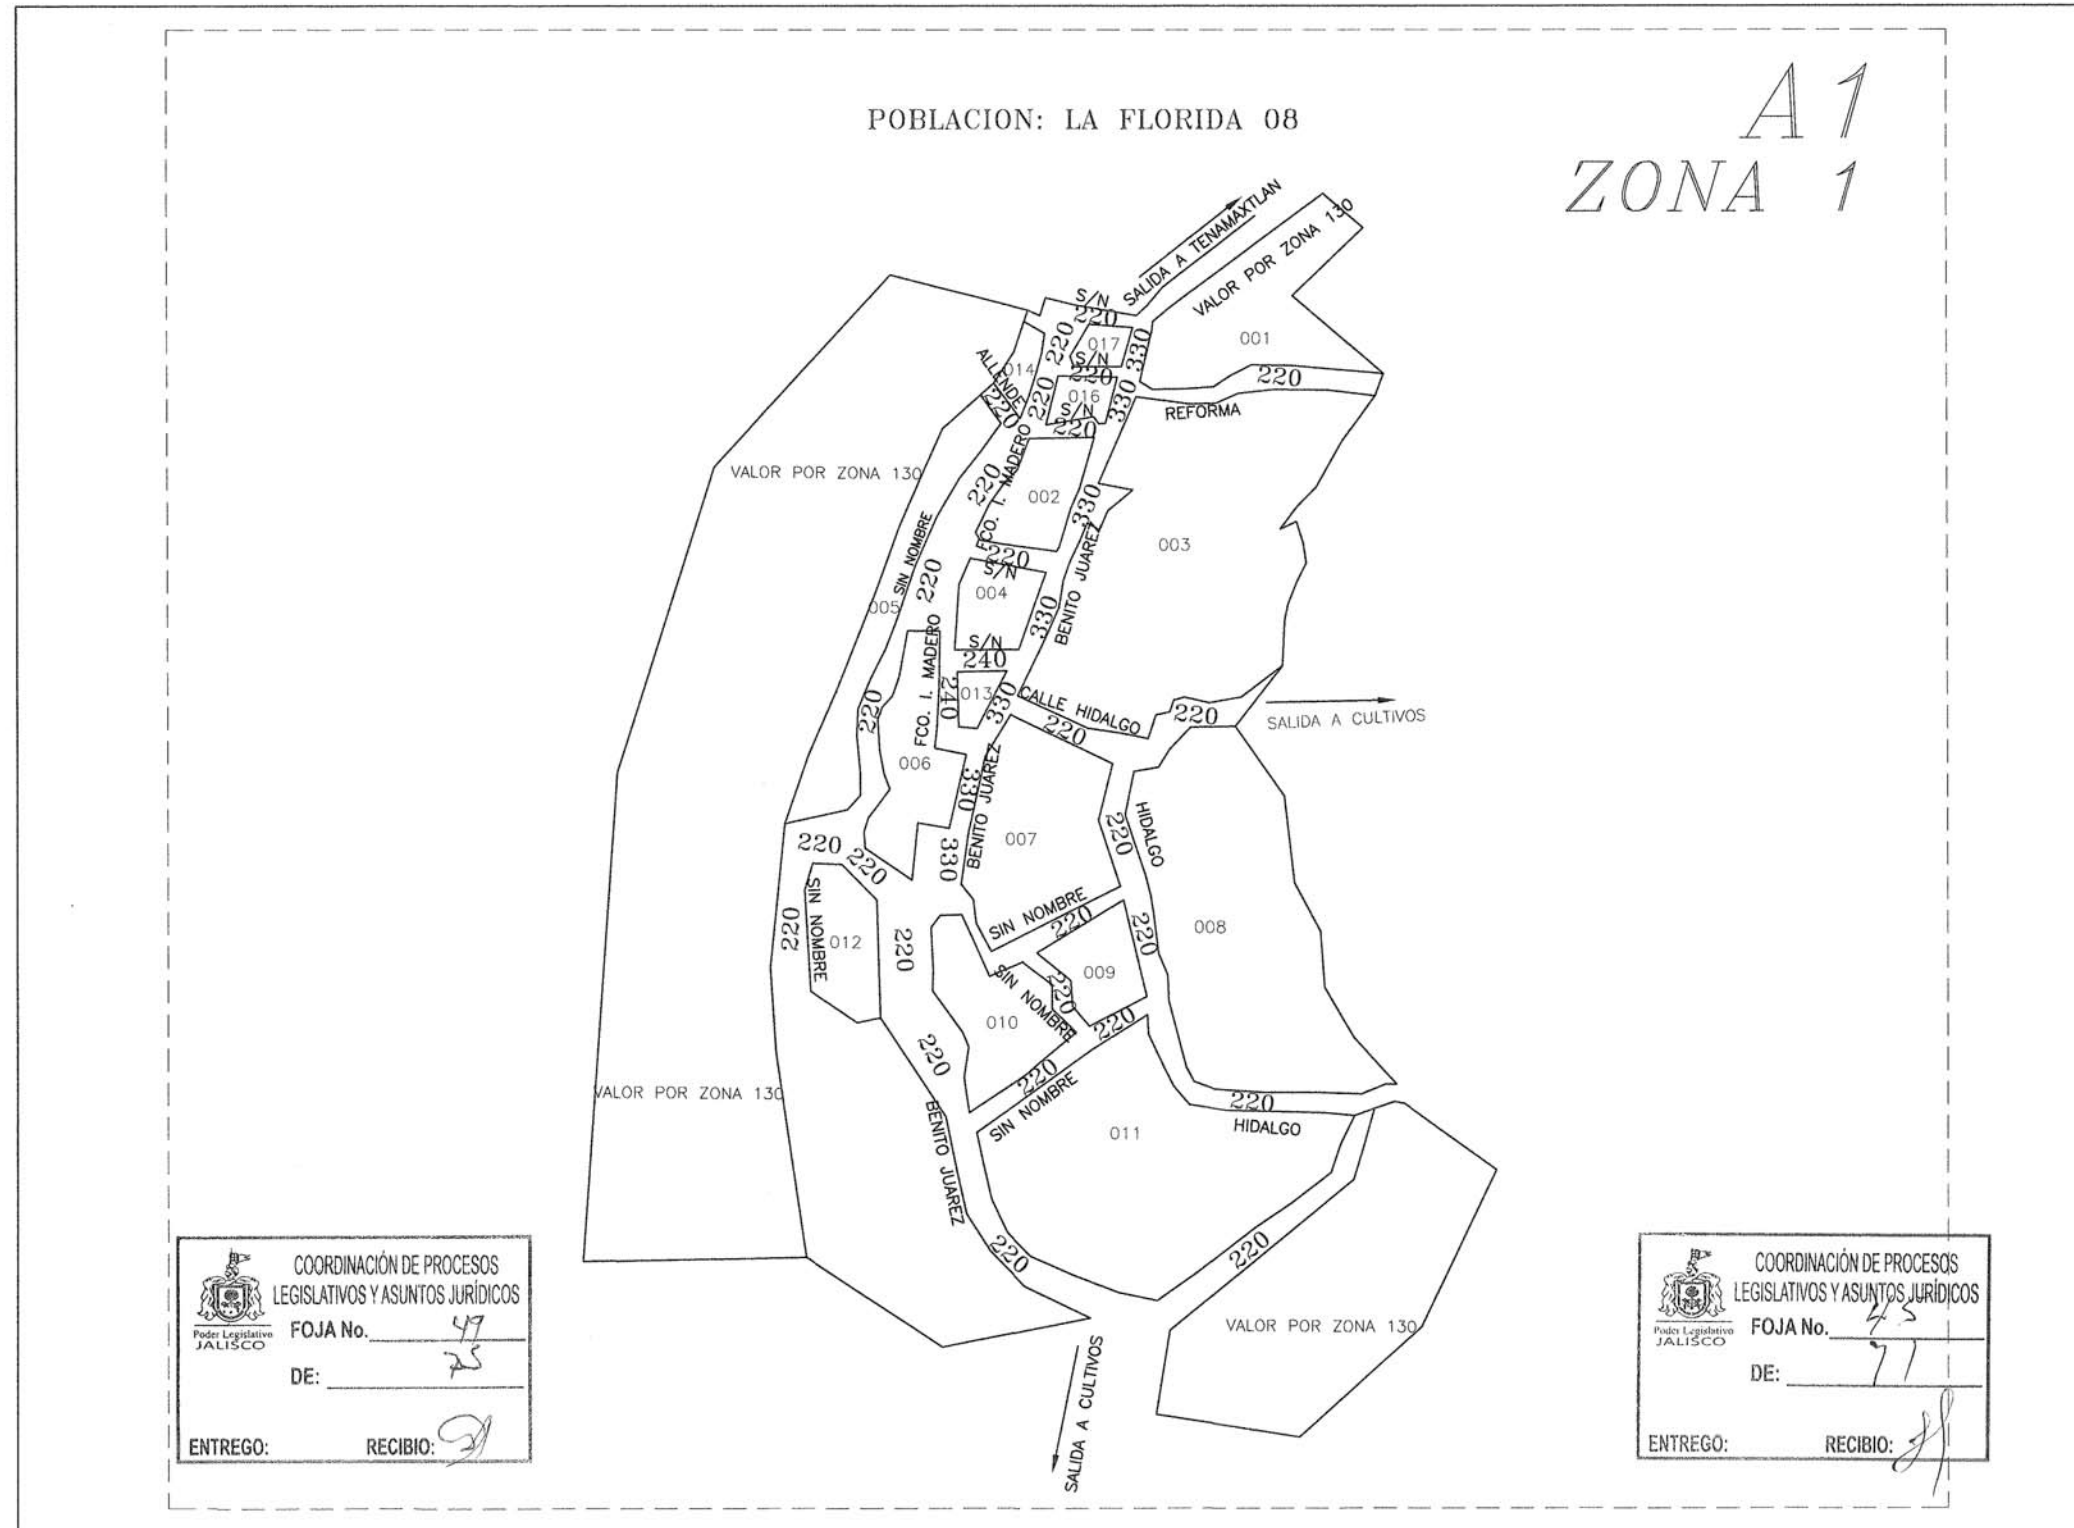 A 1
POBLACION: LA FLORIDA 08
ZONA 1
SALIDA A TENAMAXTLAN
VALOR POR ZONA 130
S/N
220
220
017
330
001
S/N
220
220
ALLENDE
014
220
016
330
220
REFORMA
S/N
220
FCO. I. MADERO
VALOR POR ZONA 130
220
002
330
SIN NOMBRE
003
BENITO JUAREZ
220
S/N
220
004
005
330
S/N
240
FCO. I. MADERO
240
013
330
CALLE HIDALGO
220
220
220
SALIDA A CULTIVOS
006
BENITO JUAREZ
330
HIDALGO
007
220
220
220
330
SIN NOMBRE
SIN NOMBRE
220
220
012
220
220
008
009
SIN NOMBRE
220
010
220
220
220
SIN NOMBRE
VALOR POR ZONA 130
BENITO JUAREZ
220
HIDALGO
011
220
220
VALOR POR ZONA 130
SALIDA A CULTIVOS
COORDINACIÓN DE PROCESOS
LEGISLATIVOS Y ASUNTOS JURÍDICOS
Poder Legislativo
JALISCO
FOJA No. 49
DE: 75
ENTREGO: RECIBIO:
COORDINACIÓN DE PROCESOS
LEGISLATIVOS Y ASUNTOS JURÍDICOS
Poder Legislativo
JALISCO
FOJA No. 45
DE: 71
ENTREGO: RECIBIO: